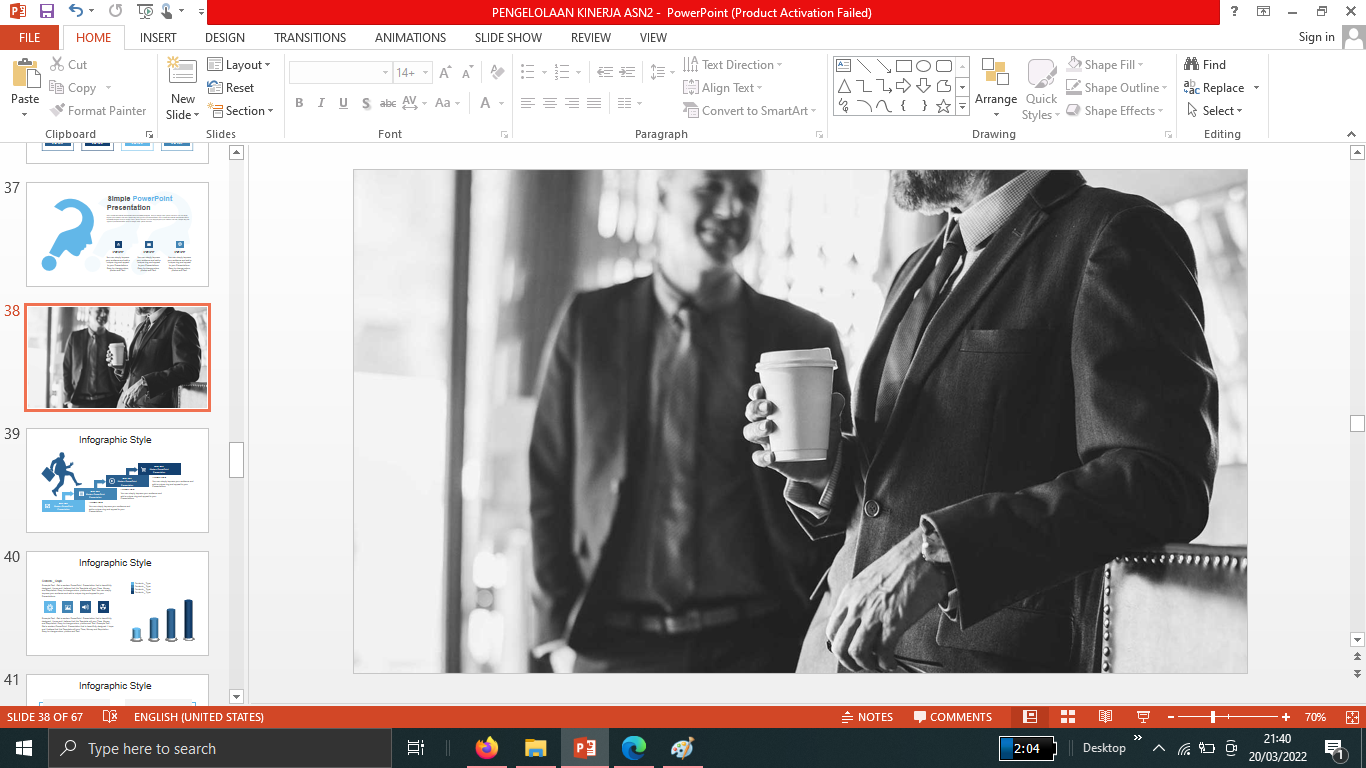 PENGELOLAAN KINERJA ASN2 - PowerPoint (Product Activation Failed)
FILE HOME INSERT DESIGN TRANSITIONS ANIMATIONS SLIDE SHOW REVIEW VIEW Sign in
Paste
Cut
Copy
Format Painter
Clipboard
New
Slide
Layout
Reset
Section
Slides
14+
B I U S abc AV Aa A
Font
Text Direction
Align Text
Convert to SmartArt
Paragraph
Arrange
Quick
Styles
Shape Fill
Shape Outline
Shape Effects
Drawing
Find
Replace
Select
Editing
37
Simple PowerPoint
Presentation
38
39
Infographic Style
40
Infographic Style
41
Infographic Style
SLIDE 38 OF 67 ENGLISH (UNITED STATES) NOTES COMMENTS 70%
Type here to search
2:04
Desktop
21:40
20/03/2022
1